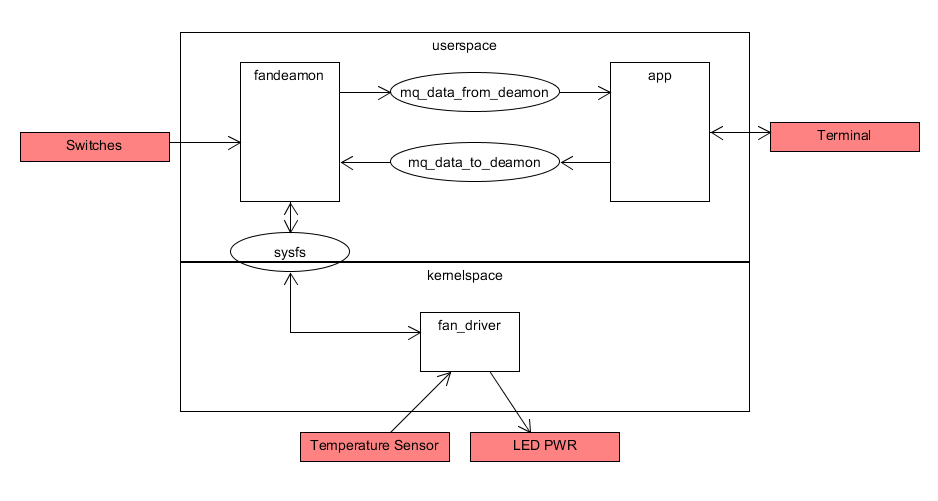 userspace
fandeamon
app
mq_data_from_deamon
Switches
Terminal
mq_data_to_deamon
sysfs
kernelspace
fan_driver
Temperature Sensor
LED PWR